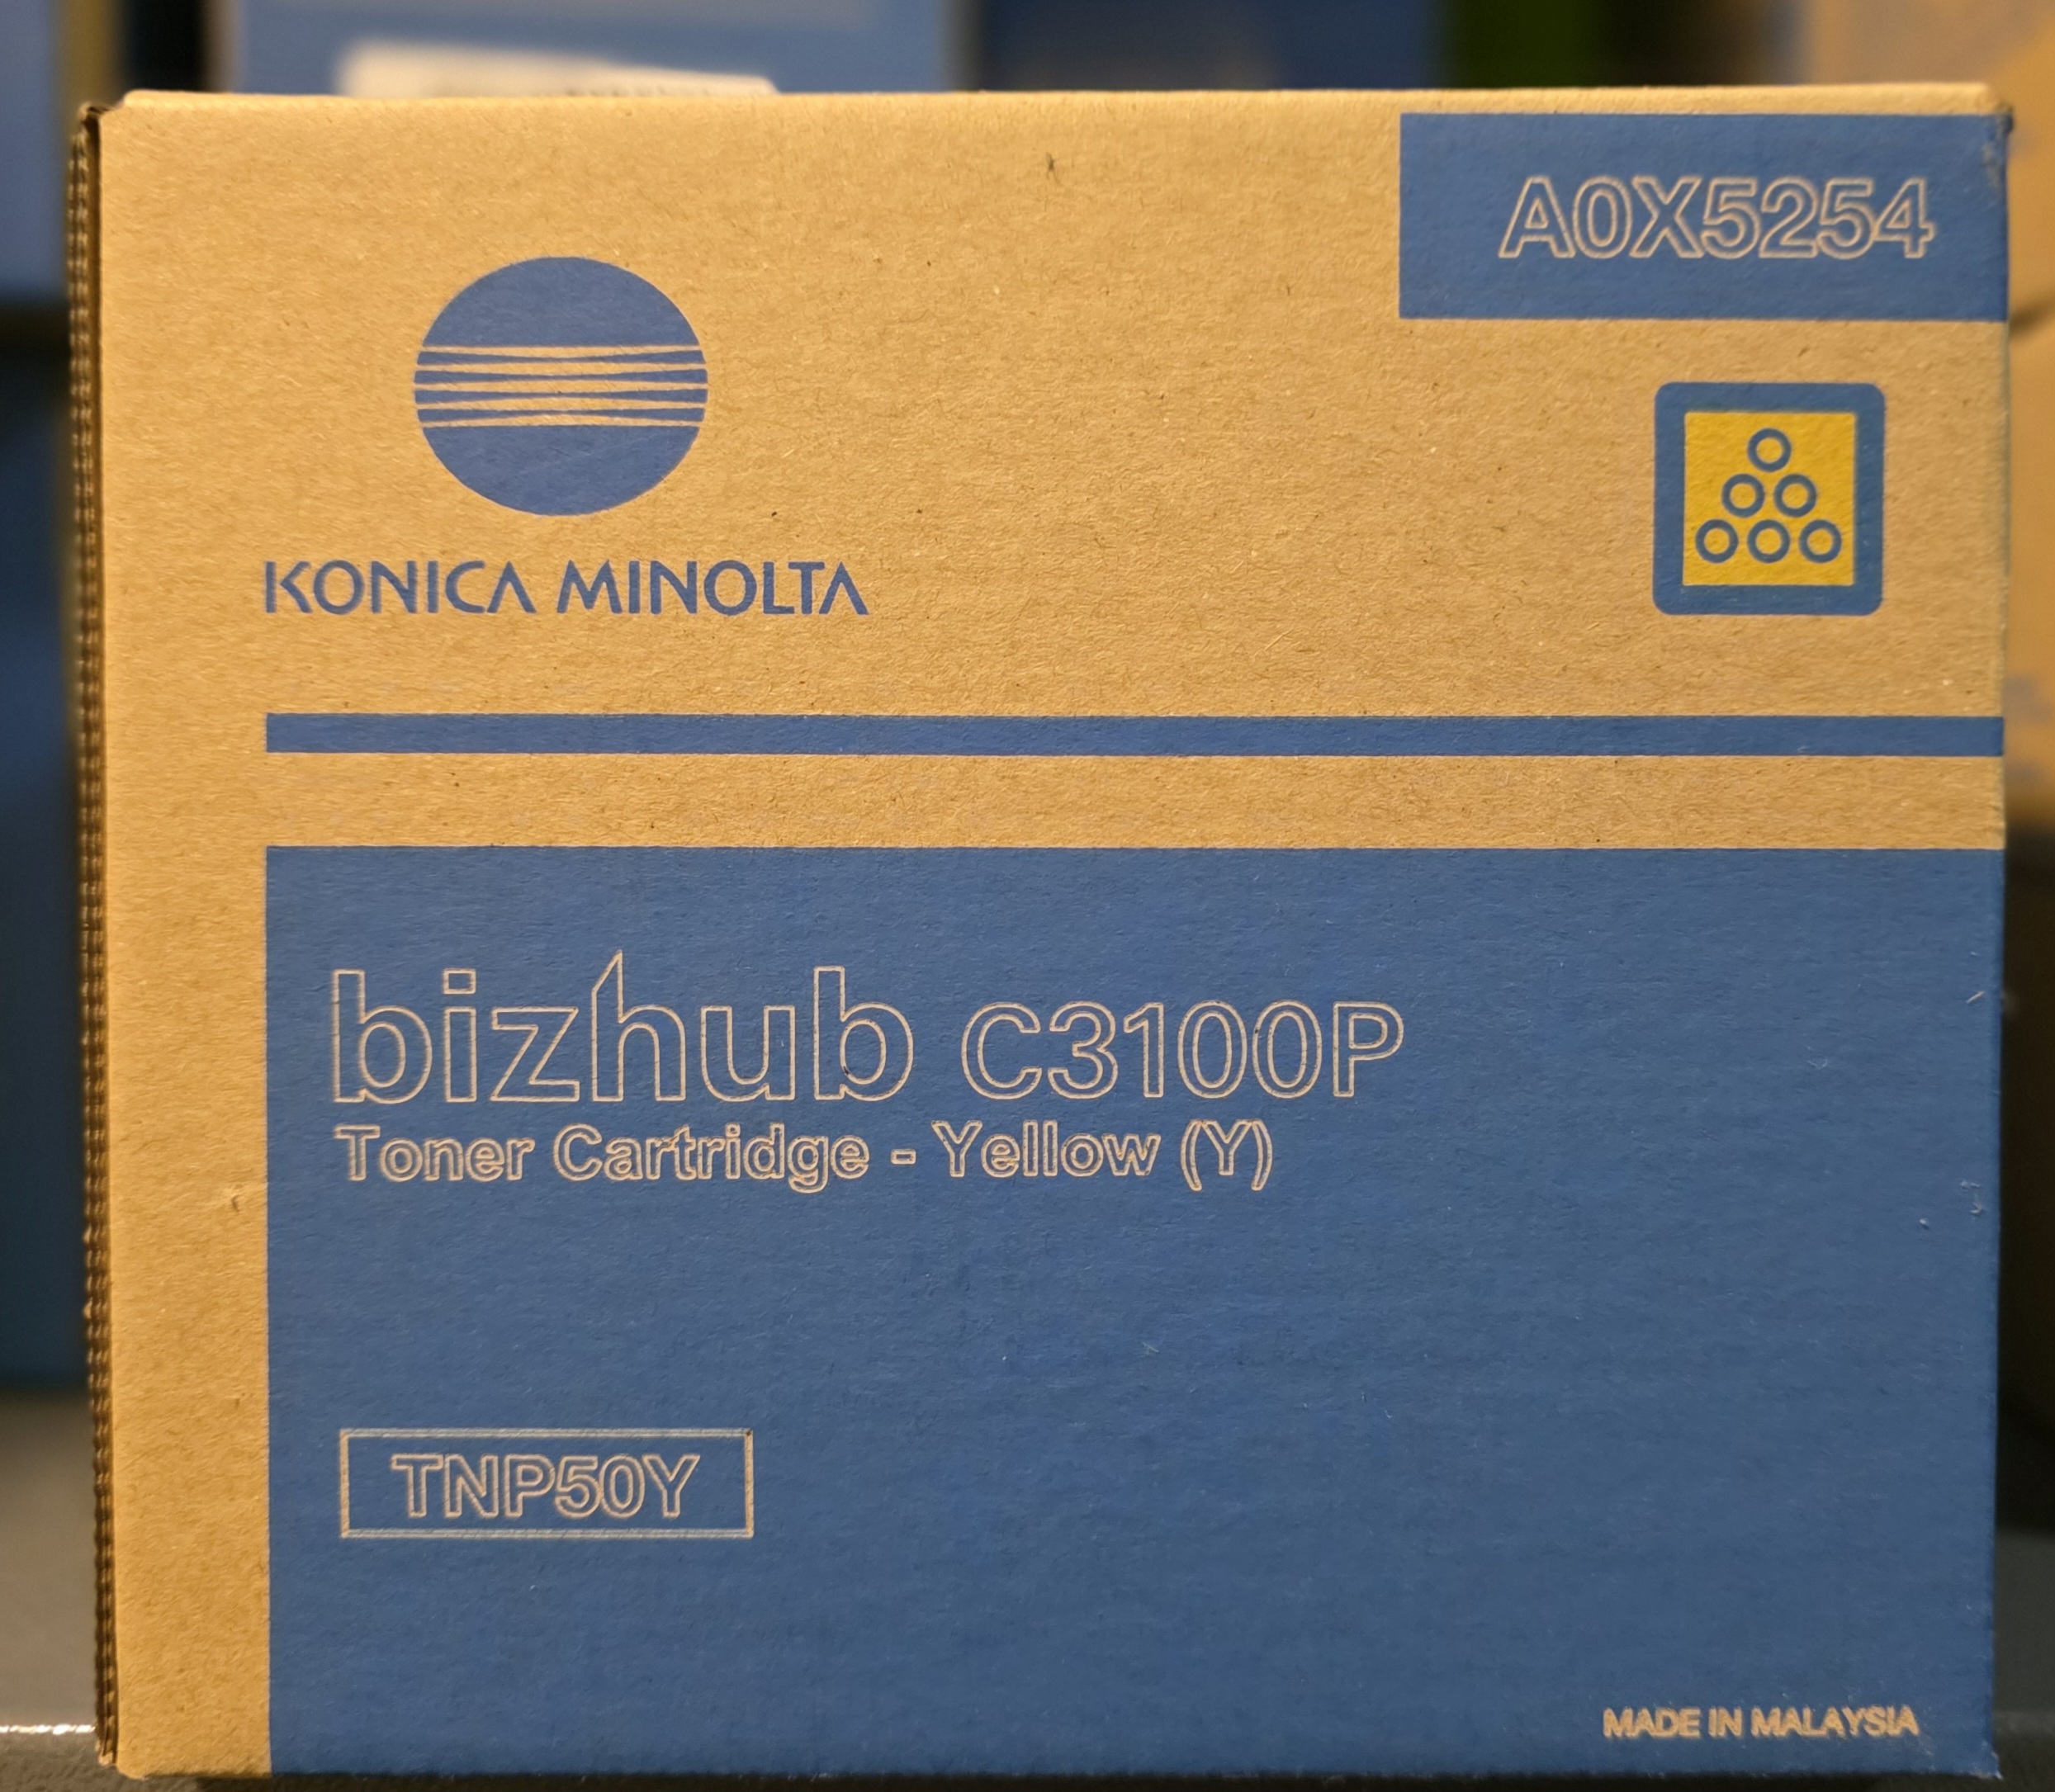 A0X5254
KONICA MINOLTA
bizhub C3100P
Toner Cartridge - Yellow (Y)
TNP50Y
MADE IN MALAYSIA